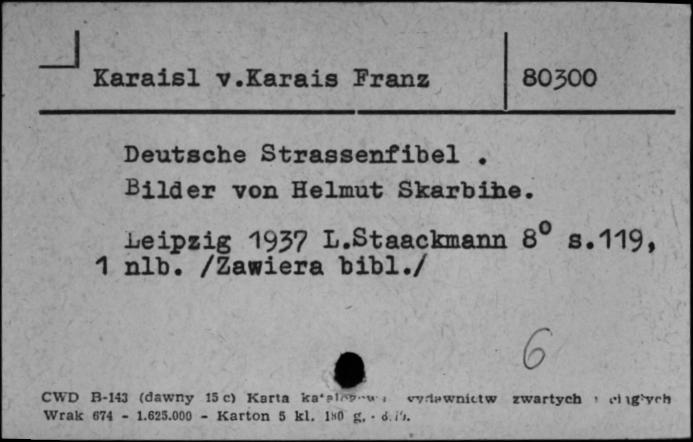 Karaisl v.Karais Franz
80300
Deutsche Strassenfibel .
Bilder von Helmut Skarbihe.
Leipzig 1937 L.Staackmann 8° s.119,
1 nlb. /Zawiera bibl./
6
CWD B-143 (dawny 15 c) Karta zwartych
Wrak 674 - 1.625.000 - Karton 5 kl. 180 g.